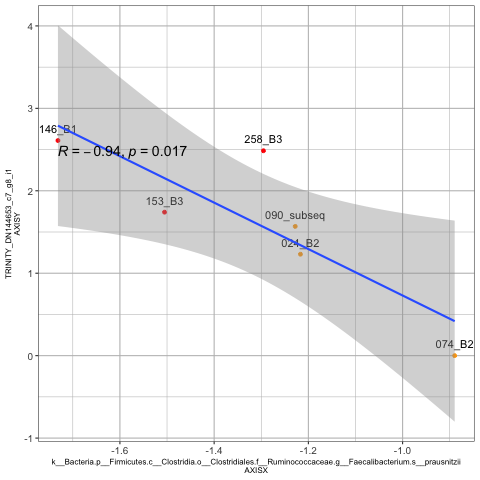 4
3
2
1
0
-1
TRINITY_DN144653_c7_g8_i1
AXISY
146_B1
R = −0.94, p = 0.017
258_B3
153_B3
090_subseq
024_B2
074_B2
-1.6
-1.4
-1.2
-1.0
k__Bacteria.p__Firmicutes.c__Clostridia.o__Clostridiales.f__Ruminococcaceae.g__Faecalibacterium.s__prausnitzii
AXISX